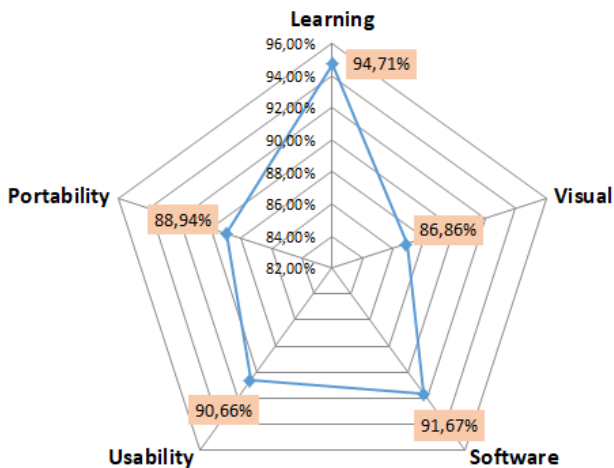 Learning
96,00%
94,71%
94,00%
92,00%
90,00%
88,00%
86,00%
84,00%
82,00%
Portability
88,94%
Visual
86,86%
90,66%
91,67%
Usability
Software